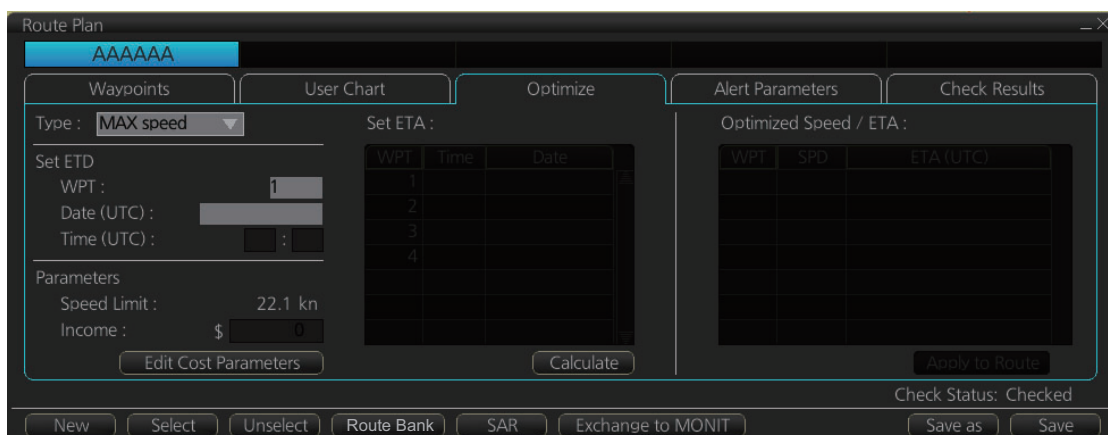 Route Plan
AAAAAA
Waypoints User Chart Optimize Alert Parameters Check Results
Type : MAX speed Set ETA : Optimized Speed / ETA :
Set ETD WPT Time Date WPT SPD ETA (UTC)
WPT : 1 1
Date (UTC) : 2
Time (UTC) : : 3
4
Parameters
Speed Limit : 22.1 kn
Income : $ 0
Edit Cost Parameters Calculate Apply to Route
Check Status: Checked
New Select Unselect Route Bank SAR Exchange to MONIT Save as Save